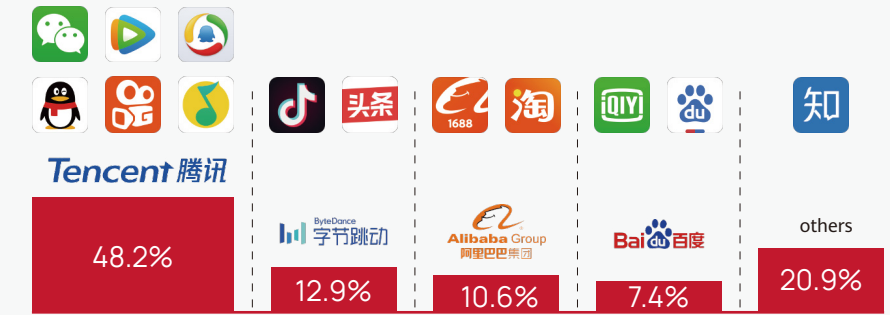 头条
1688
淘
iQIYI
du
知
Tencent 腾讯
ByteDance
字节跳动
Alibaba Group
阿里巴巴集团
Bai du 百度
others
48.2%
12.9%
10.6%
7.4%
20.9%